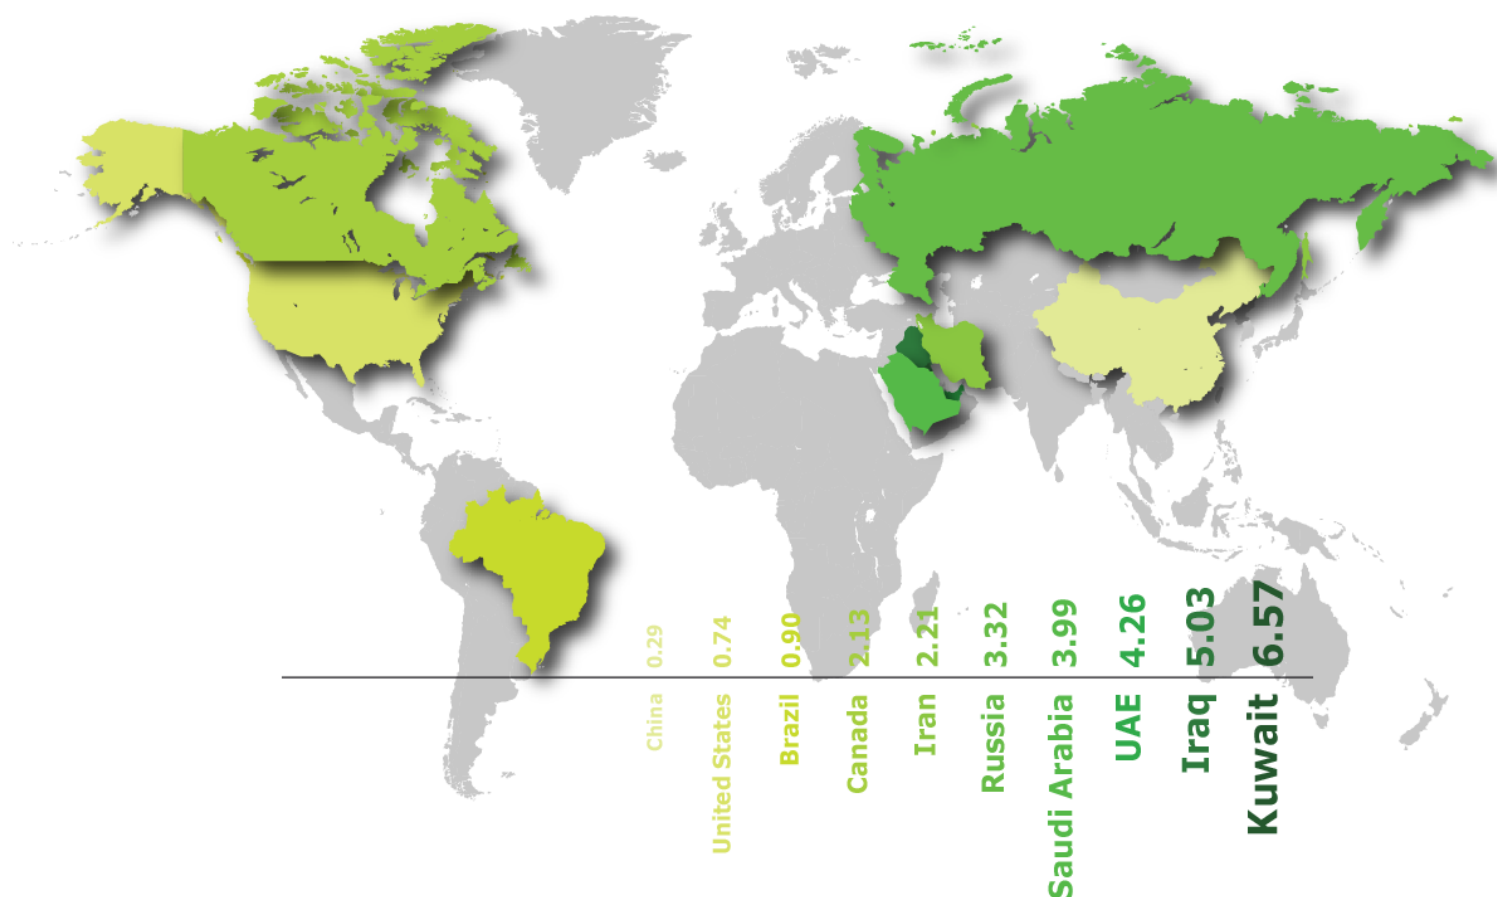 China 0.29
United States 0.74
Brazil 0.90
Canada 2.13
Iran 2.21
Russia 3.32
Saudi Arabia 3.99
UAE 4.26
Iraq 5.03
Kuwait 6.57